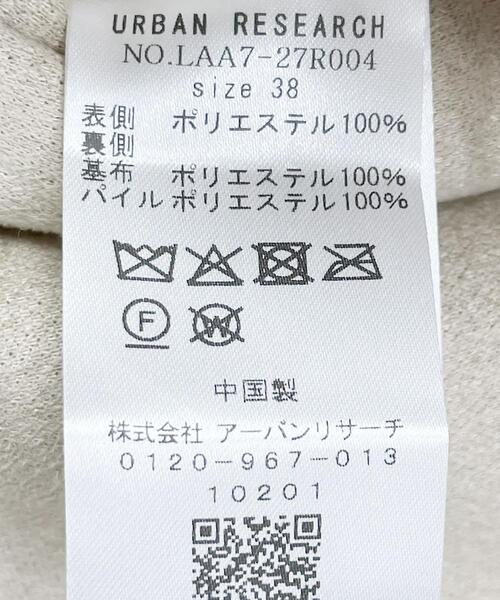 URBAN RESEARCH
NO.LAA7-27R004
size 38
表側 ポリエステル100%
裏側
基布 ポリエステル100%
パイル ポリエステル100%
F W
中国製
株式会社 アーバンリサーチ
0120-967-013
10201